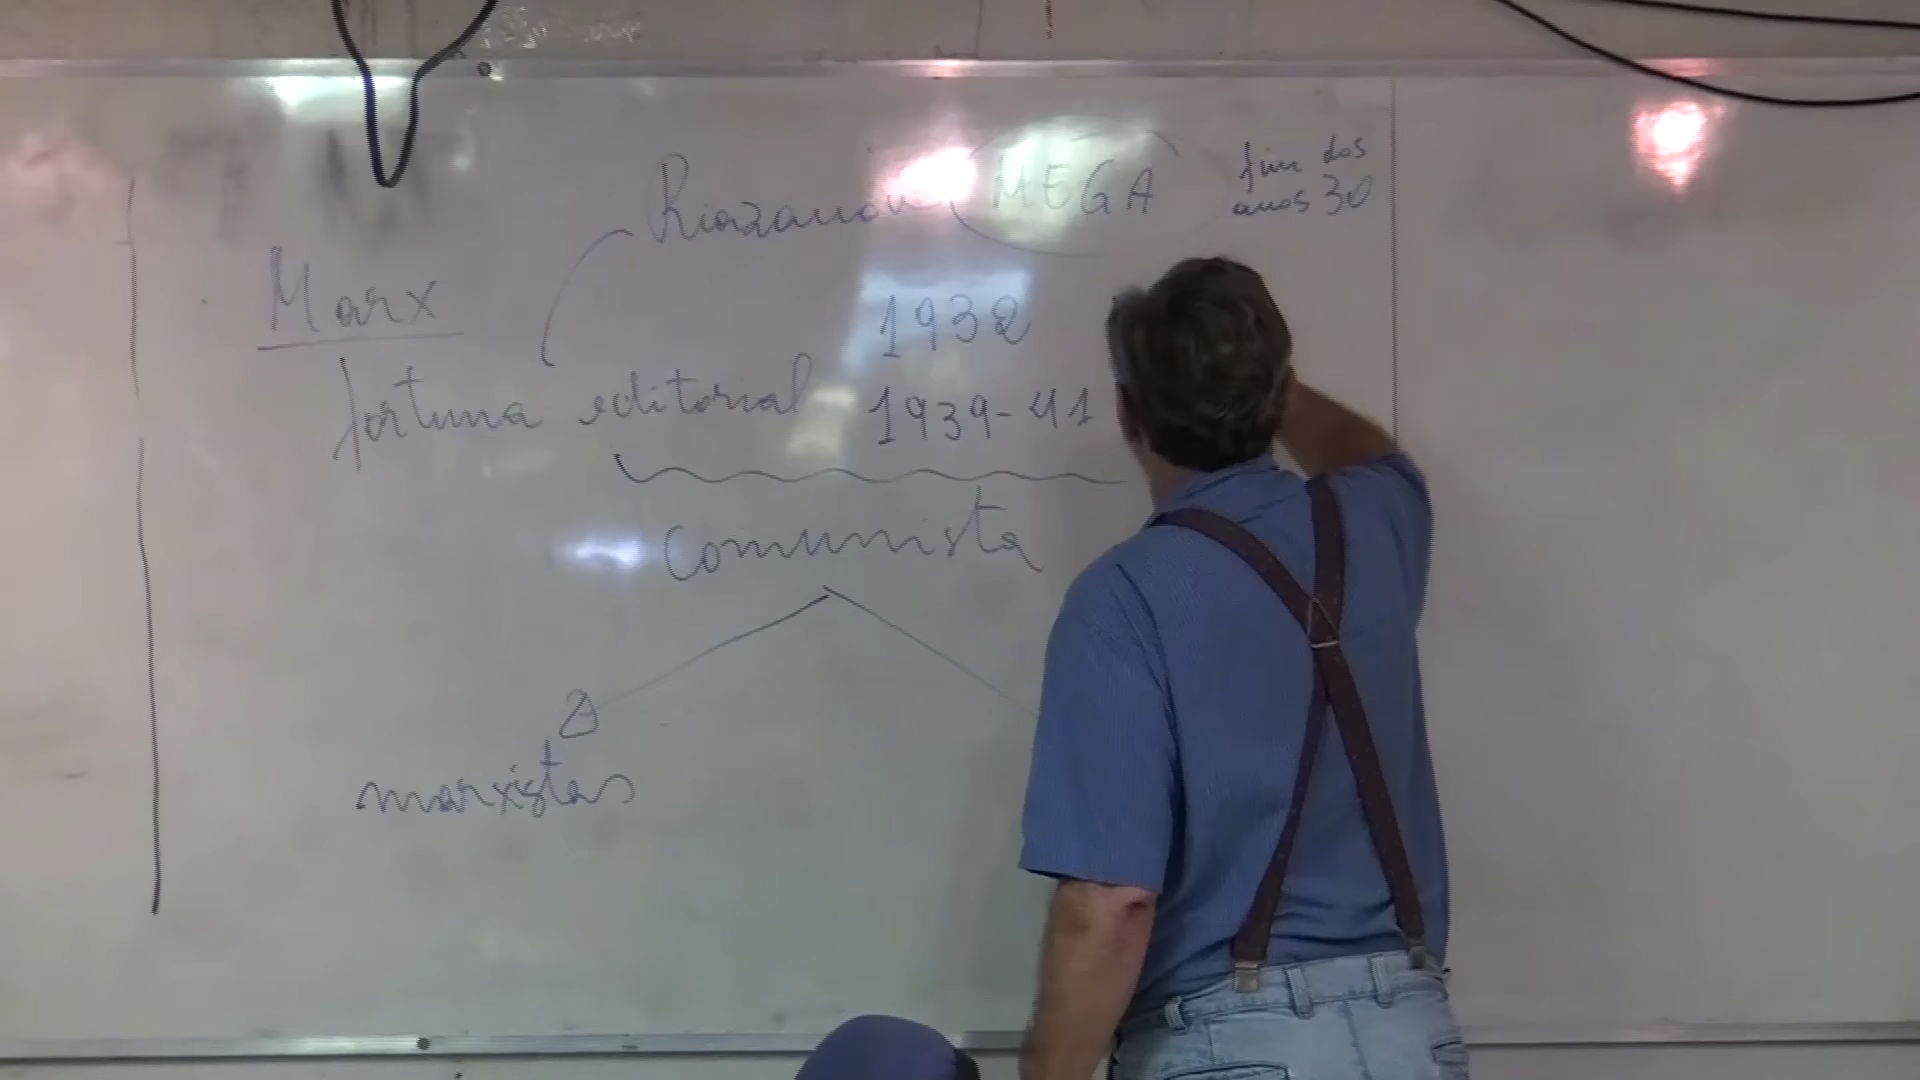 Riazanov MEGA fim dos
anos 30
Marx
1932
fortuna editorial 1939-41
comunista
marxistas